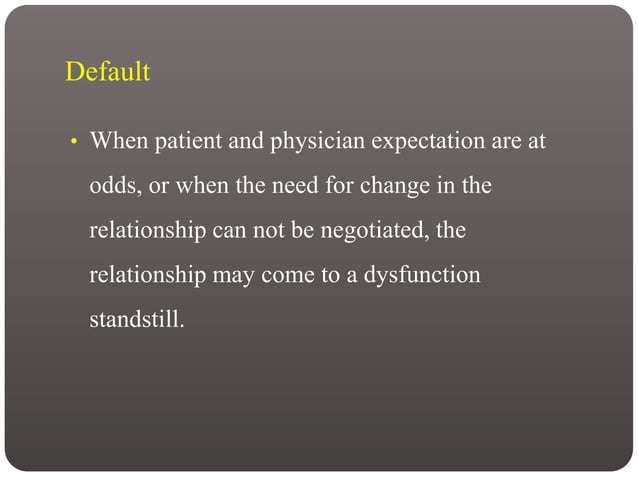 Default
• When patient and physician expectation are at
odds, or when the need for change in the
relationship can not be negotiated, the
relationship may come to a dysfunction
standstill.